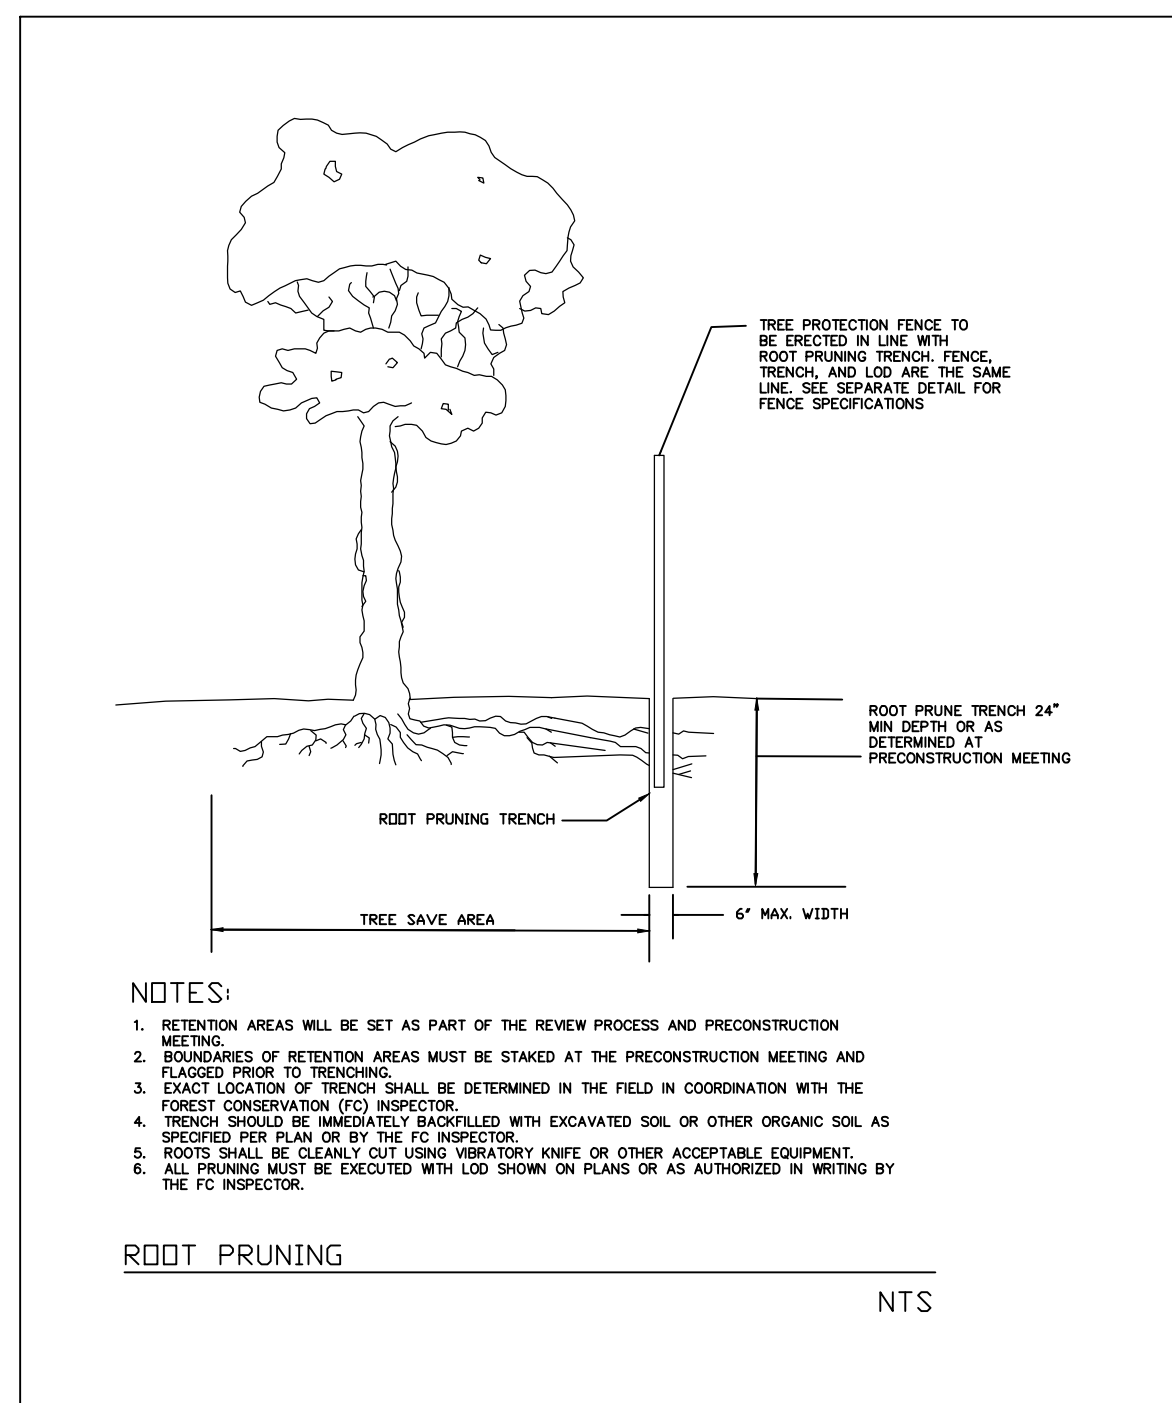 TREE PROTECTION FENCE TO
BE ERECTED IN LINE WITH
ROOT PRUNING TRENCH. FENCE,
TRENCH, AND LOD ARE THE SAME
LINE. SEE SEPARATE DETAIL FOR
FENCE SPECIFICATIONS
ROOT PRUNE TRENCH 24"
MIN DEPTH OR AS
DETERMINED AT
PRECONSTRUCTION MEETING
ROOT PRUNING TRENCH
TREE SAVE AREA
6" MAX. WIDTH
NOTES:
1. RETENTION AREAS WILL BE SET AS PART OF THE REVIEW PROCESS AND PRECONSTRUCTION
MEETING.
2. BOUNDARIES OF RETENTION AREAS MUST BE STAKED AT THE PRECONSTRUCTION MEETING AND
FLAGGED PRIOR TO TRENCHING.
3. EXACT LOCATION OF TRENCH SHALL BE DETERMINED IN THE FIELD IN COORDINATION WITH THE
FOREST CONSERVATION (FC) INSPECTOR.
4. TRENCH SHOULD BE IMMEDIATELY BACKFILLED WITH EXCAVATED SOIL OR OTHER ORGANIC SOIL AS
SPECIFIED PER PLAN OR BY THE FC INSPECTOR.
5. ROOTS SHALL BE CLEANLY CUT USING VIBRATORY KNIFE OR OTHER ACCEPTABLE EQUIPMENT.
6. ALL PRUNING MUST BE EXECUTED WITH LOD SHOWN ON PLANS OR AS AUTHORIZED IN WRITING BY
THE FC INSPECTOR.
ROOT PRUNING
NTS